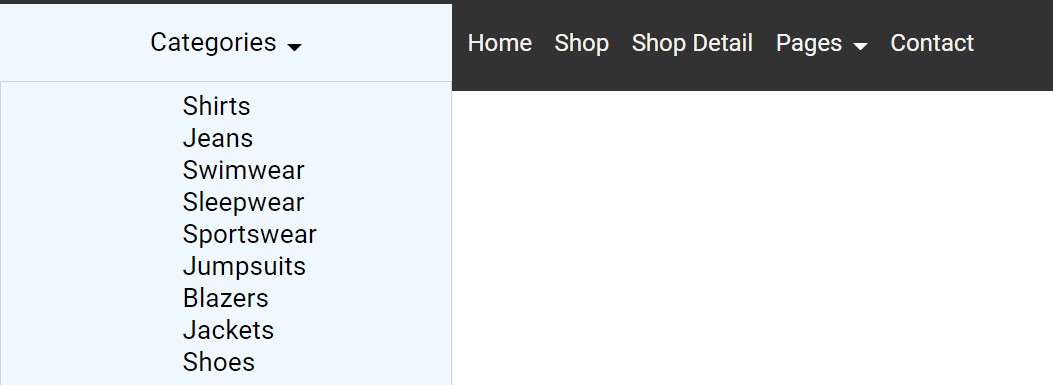 Categories Home Shop Shop Detail Pages Contact
Shirts
Jeans
Swimwear
Sleepwear
Sportswear
Jumpsuits
Blazers
Jackets
Shoes